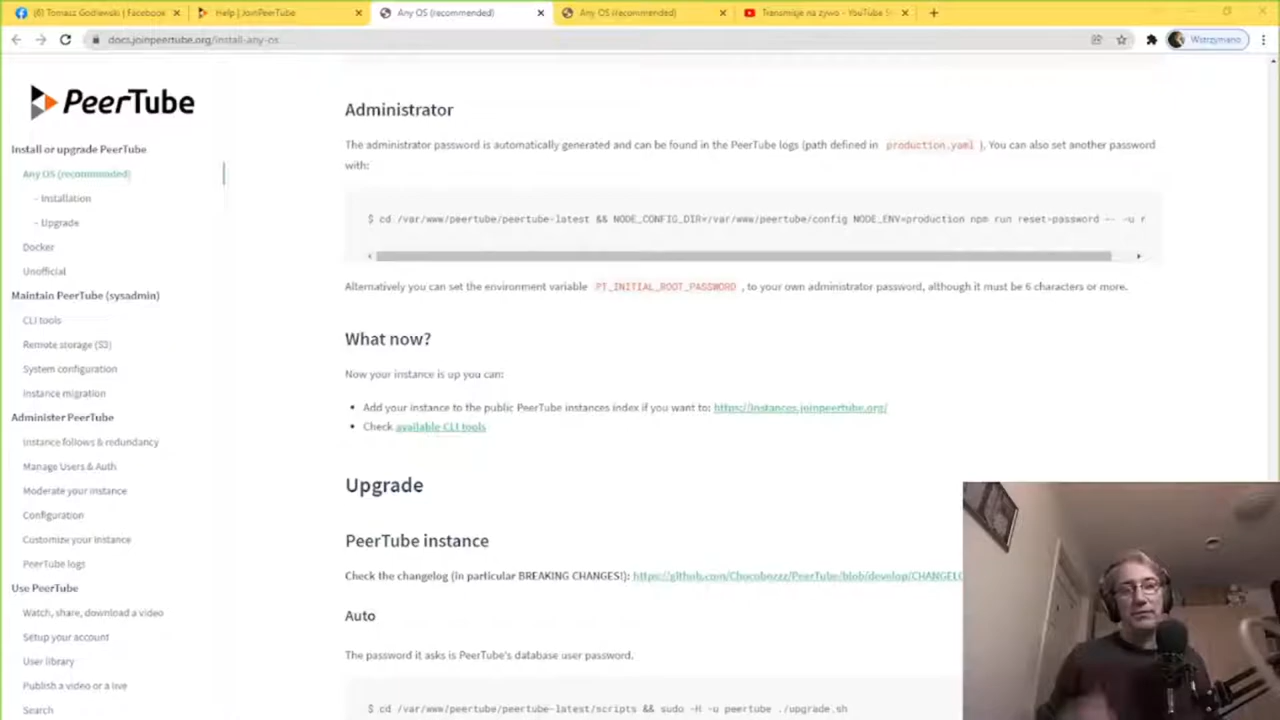 (6) Tomasz Godlewski | Facebook
Help | JoinPeerTube
Any OS (recommended)
Any OS (recommended)
Transmisje na żywo - YouTube S
docs.joinpeertube.org/install-any-os
Wstrzymano
PeerTube
Install or upgrade PeerTube
Any OS (recommended)
- Installation
- Upgrade
Docker
Unofficial
Maintain PeerTube (sysadmin)
CLI tools
Remote storage (S3)
System configuration
Instance migration
Administer PeerTube
Instance follows & redundancy
Manage Users & Auth
Moderate your instance
Configuration
Customize your instance
PeerTube logs
Use PeerTube
Watch, share, download a video
Setup your account
User library
Publish a video or a live
Search
Administrator
The administrator password is automatically generated and can be found in the PeerTube logs (path defined in production.yaml ). You can also set another password
with:
$ cd /var/www/peertube/peertube-latest && NODE_CONFIG_DIR=/var/www/peertube/config NODE_ENV=production npm run reset-password -- -u r
Alternatively you can set the environment variable PT_INITIAL_ROOT_PASSWORD , to your own administrator password, although it must be 6 characters or more.
What now?
Now your instance is up you can:
• Add your instance to the public PeerTube instances index if you want to: https://instances.joinpeertube.org/
• Check available CLI tools
Upgrade
PeerTube instance
Check the changelog (in particular BREAKING CHANGES!): https://github.com/Chocobozzz/PeerTube/blob/develop/CHANGELO
Auto
The password it asks is PeerTube's database user password.
$ cd /var/www/peertube/peertube-latest/scripts && sudo -H -u peertube ./upgrade.sh